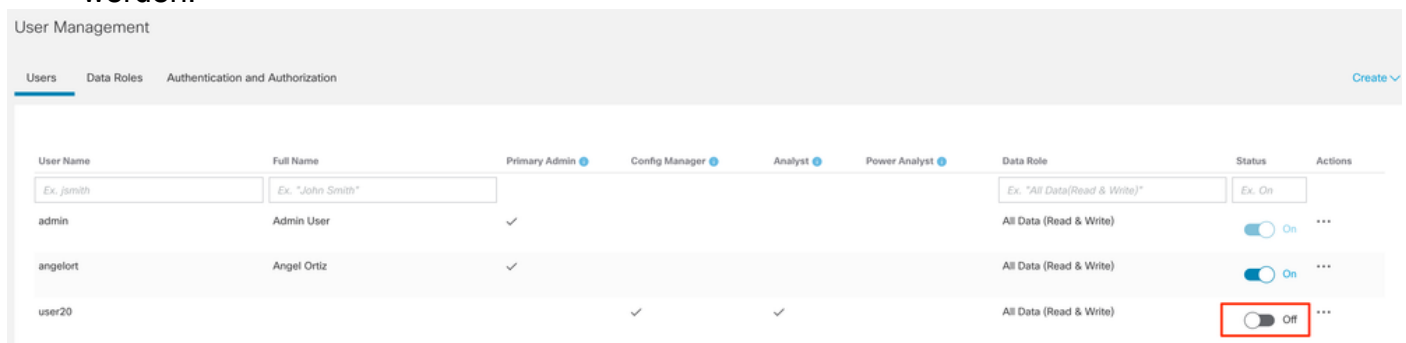 werden.
User Management
Users Data Roles Authentication and Authorization Create
User Name Full Name Primary Admin Config Manager Analyst Power Analyst Data Role Status Actions
Ex. jsmith Ex. "John Smith" Ex. "All Data(Read & Write)" Ex. On
admin Admin User All Data (Read & Write) On
angelort Angel Ortiz All Data (Read & Write) On
user20 All Data (Read & Write) Off